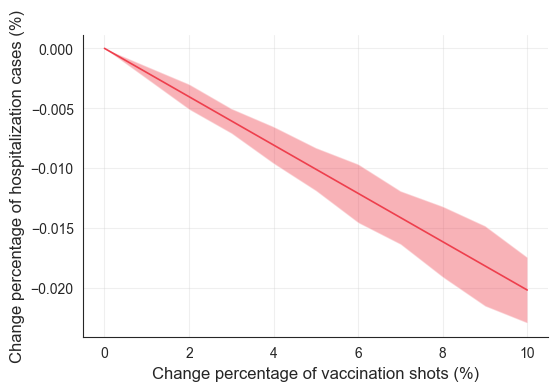 Change percentage of hospitalization cases (%)
0.000
−0.005
−0.010
−0.015
−0.020
0 2 4 6 8 10
Change percentage of vaccination shots (%)